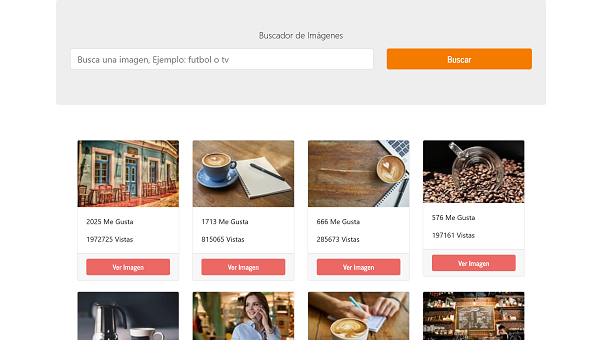 Buscador de Imágenes
Busca una imagen, Ejemplo: futbol o tv
Buscar
2025 Me Gusta
1972725 Vistas
Ver Imagen
1713 Me Gusta
815065 Vistas
Ver Imagen
666 Me Gusta
285673 Vistas
Ver Imagen
576 Me Gusta
197161 Vistas
Ver Imagen